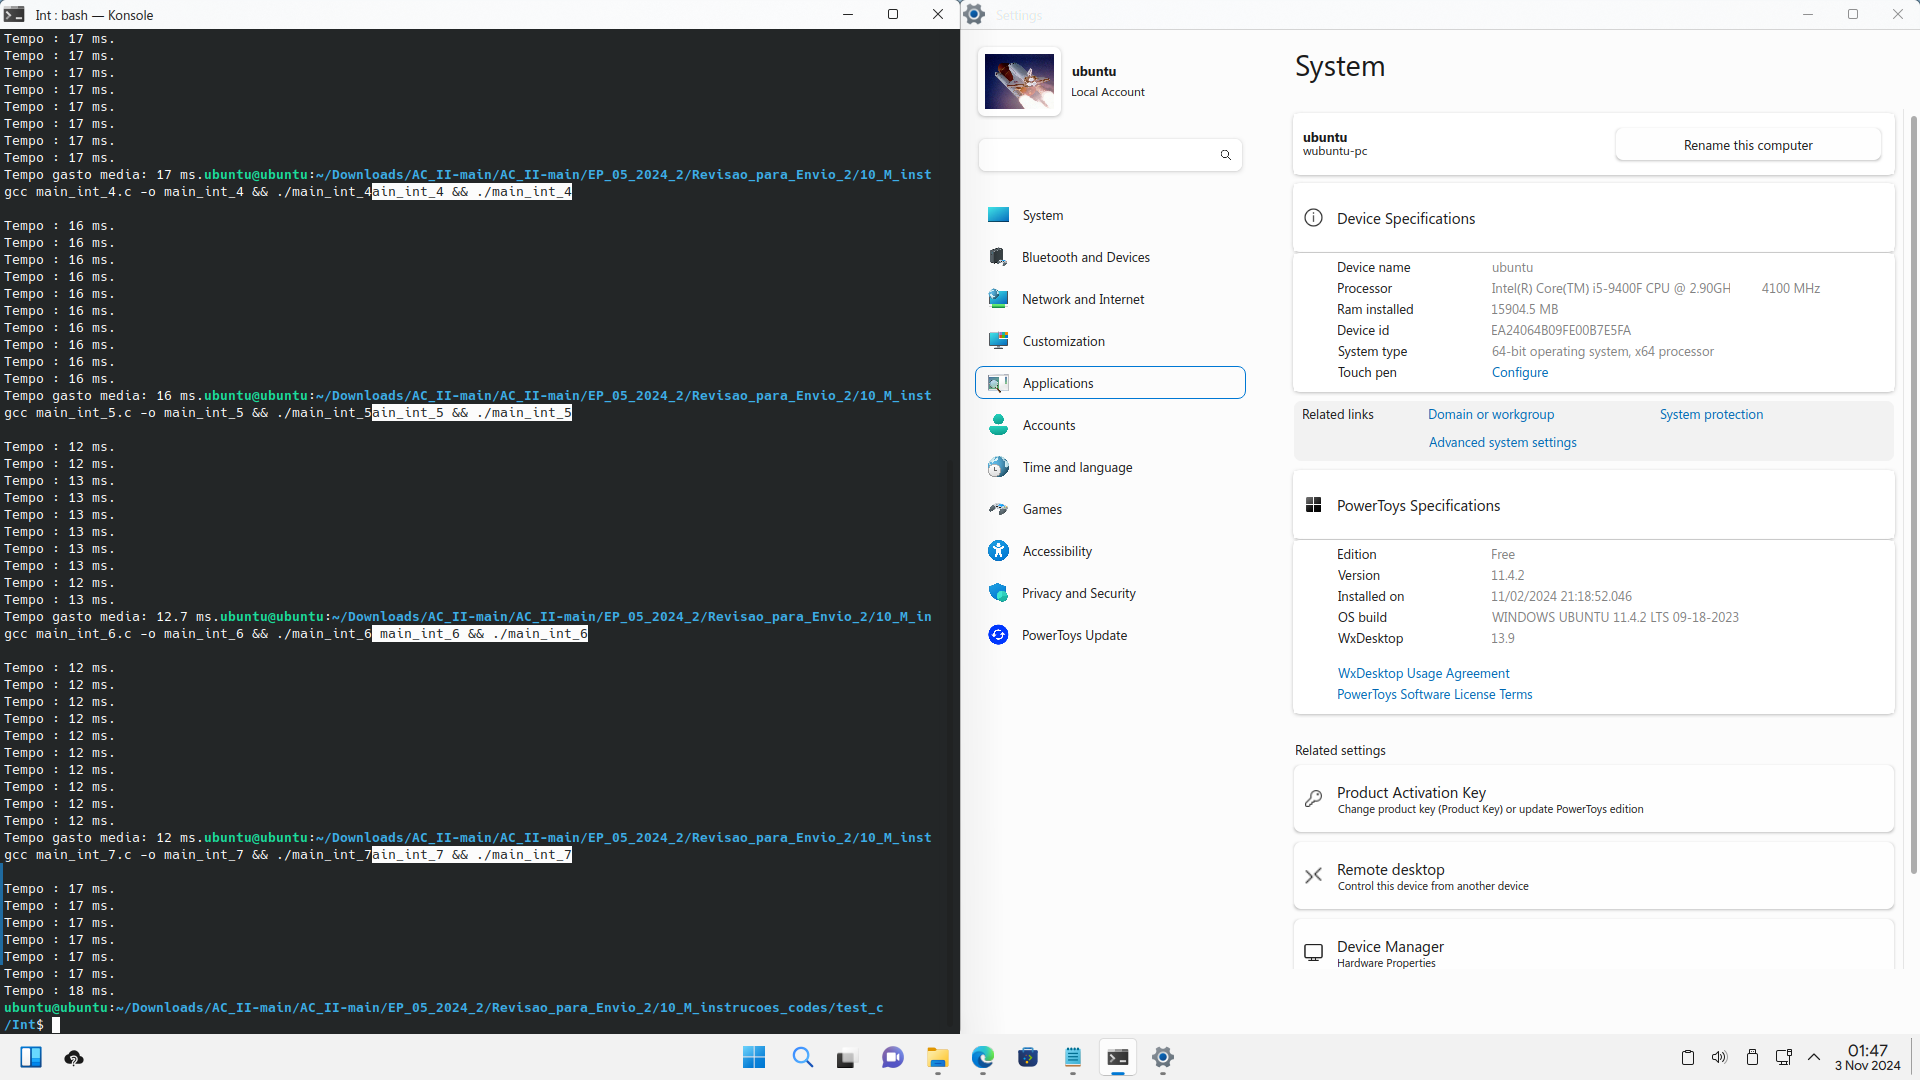 Int : bash — Konsole
Tempo : 17 ms.
Tempo : 17 ms.
Tempo : 17 ms.
Tempo : 17 ms.
Tempo : 17 ms.
Tempo : 17 ms.
Tempo : 17 ms.
Tempo : 17 ms.
Tempo gasto media: 17 ms.ubuntu@ubuntu:~/Downloads/AC_II-main/AC_II-main/EP_05_2024_2/Revisao_para_Envio_2/10_M_inst
gcc main_int_4.c -o main_int_4 && ./main_int_4ain_int_4 && ./main_int_4
Tempo : 16 ms.
Tempo : 16 ms.
Tempo : 16 ms.
Tempo : 16 ms.
Tempo : 16 ms.
Tempo : 16 ms.
Tempo : 16 ms.
Tempo : 16 ms.
Tempo : 16 ms.
Tempo : 16 ms.
Tempo gasto media: 16 ms.ubuntu@ubuntu:~/Downloads/AC_II-main/AC_II-main/EP_05_2024_2/Revisao_para_Envio_2/10_M_inst
gcc main_int_5.c -o main_int_5 && ./main_int_5ain_int_5 && ./main_int_5
Tempo : 12 ms.
Tempo : 12 ms.
Tempo : 13 ms.
Tempo : 13 ms.
Tempo : 13 ms.
Tempo : 13 ms.
Tempo : 13 ms.
Tempo : 13 ms.
Tempo : 12 ms.
Tempo : 13 ms.
Tempo gasto media: 12.7 ms.ubuntu@ubuntu:~/Downloads/AC_II-main/AC_II-main/EP_05_2024_2/Revisao_para_Envio_2/10_M_in
gcc main_int_6.c -o main_int_6 && ./main_int_6 main_int_6 && ./main_int_6
Tempo : 12 ms.
Tempo : 12 ms.
Tempo : 12 ms.
Tempo : 12 ms.
Tempo : 12 ms.
Tempo : 12 ms.
Tempo : 12 ms.
Tempo : 12 ms.
Tempo : 12 ms.
Tempo : 12 ms.
Tempo gasto media: 12 ms.ubuntu@ubuntu:~/Downloads/AC_II-main/AC_II-main/EP_05_2024_2/Revisao_para_Envio_2/10_M_inst
gcc main_int_7.c -o main_int_7 && ./main_int_7ain_int_7 && ./main_int_7
Tempo : 17 ms.
Tempo : 17 ms.
Tempo : 17 ms.
Tempo : 17 ms.
Tempo : 17 ms.
Tempo : 17 ms.
Tempo : 18 ms.
ubuntu@ubuntu:~/Downloads/AC_II-main/AC_II-main/EP_05_2024_2/Revisao_para_Envio_2/10_M_instrucoes_codes/test_c
/Int$
Settings
ubuntu
Local Account
System
Bluetooth and Devices
Network and Internet
Customization
Applications
Accounts
Time and language
Games
Accessibility
Privacy and Security
PowerToys Update
System
ubuntu
wubuntu-pc
Rename this computer
Device Specifications
Device name ubuntu
Processor Intel(R) Core(TM) i5-9400F CPU @ 2.90GH 4100 MHz
Ram installed 15904.5 MB
Device id EA24064B09FE00B7E5FA
System type 64-bit operating system, x64 processor
Touch pen Configure
Related links Domain or workgroup System protection
Advanced system settings
PowerToys Specifications
Edition Free
Version 11.4.2
Installed on 11/02/2024 21:18:52.046
OS build WINDOWS UBUNTU 11.4.2 LTS 09-18-2023
WxDesktop 13.9
WxDesktop Usage Agreement
PowerToys Software License Terms
Related settings
Product Activation Key
Change product key (Product Key) or update PowerToys edition
Remote desktop
Control this device from another device
Device Manager
Hardware Properties
01:47
3 Nov 2024